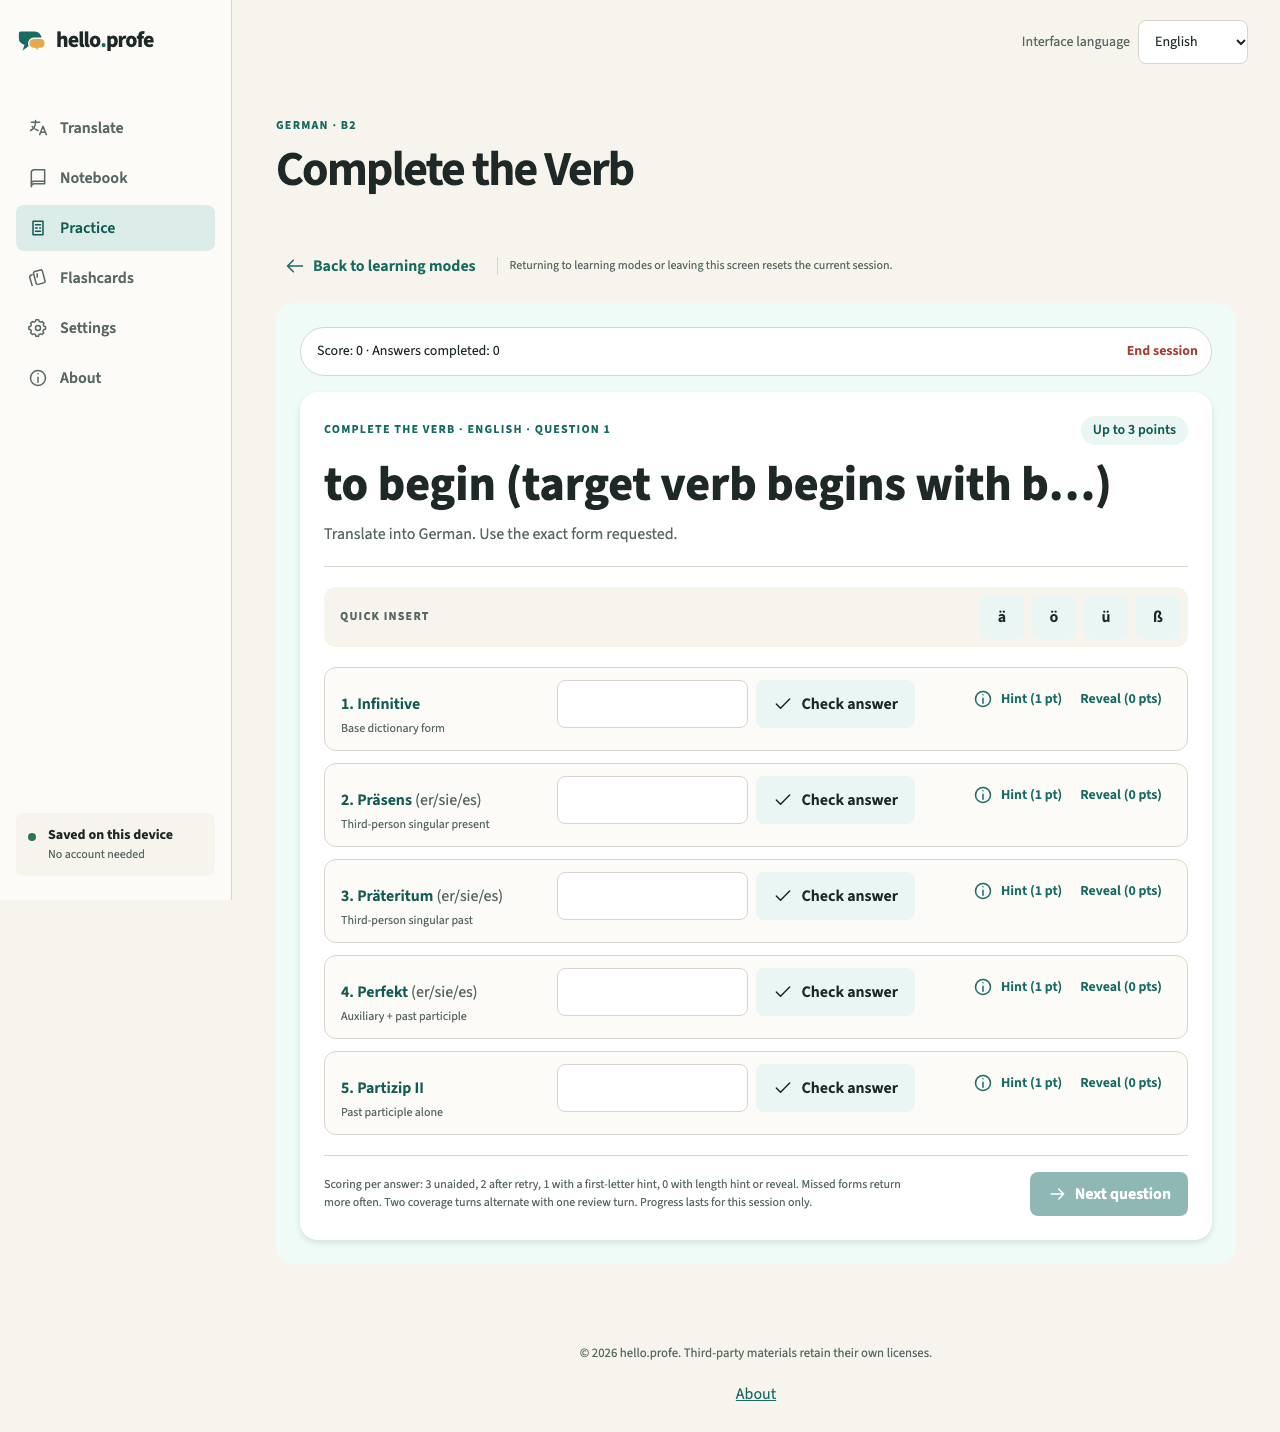 hello.profe
Interface language
English
Translate
Notebook
Practice
Flashcards
Settings
About
Saved on this device
No account needed
GERMAN · B2
Complete the Verb
Back to learning modes
Returning to learning modes or leaving this screen resets the current session.
Score: 0 · Answers completed: 0
End session
COMPLETE THE VERB · ENGLISH · QUESTION 1
Up to 3 points
to begin (target verb begins with b…)
Translate into German. Use the exact form requested.
QUICK INSERT
ä ö ü ß
1. Infinitive
Base dictionary form
Check answer
Hint (1 pt)
Reveal (0 pts)
2. Präsens (er/sie/es)
Third-person singular present
Check answer
Hint (1 pt)
Reveal (0 pts)
3. Präteritum (er/sie/es)
Third-person singular past
Check answer
Hint (1 pt)
Reveal (0 pts)
4. Perfekt (er/sie/es)
Auxiliary + past participle
Check answer
Hint (1 pt)
Reveal (0 pts)
5. Partizip II
Past participle alone
Check answer
Hint (1 pt)
Reveal (0 pts)
Scoring per answer: 3 unaided, 2 after retry, 1 with a first-letter hint, 0 with length hint or reveal. Missed forms return
more often. Two coverage turns alternate with one review turn. Progress lasts for this session only.
Next question
© 2026 hello.profe. Third-party materials retain their own licenses.
About